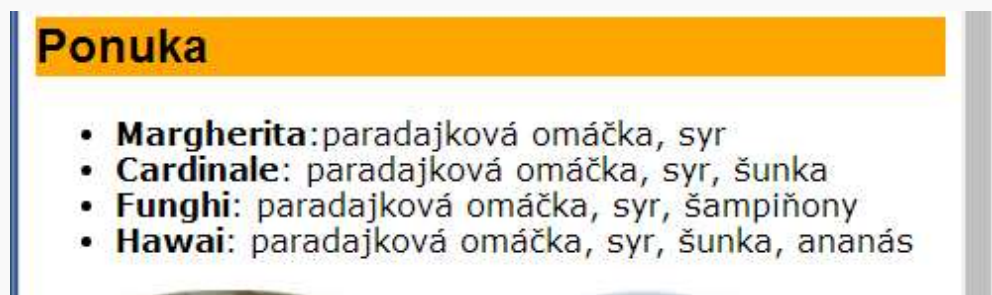 Ponuka
• Margherita:paradajková omáčka, syr
• Cardinale: paradajková omáčka, syr, šunka
• Funghi: paradajková omáčka, syr, šampiňony
• Hawai: paradajková omáčka, syr, šunka, ananás